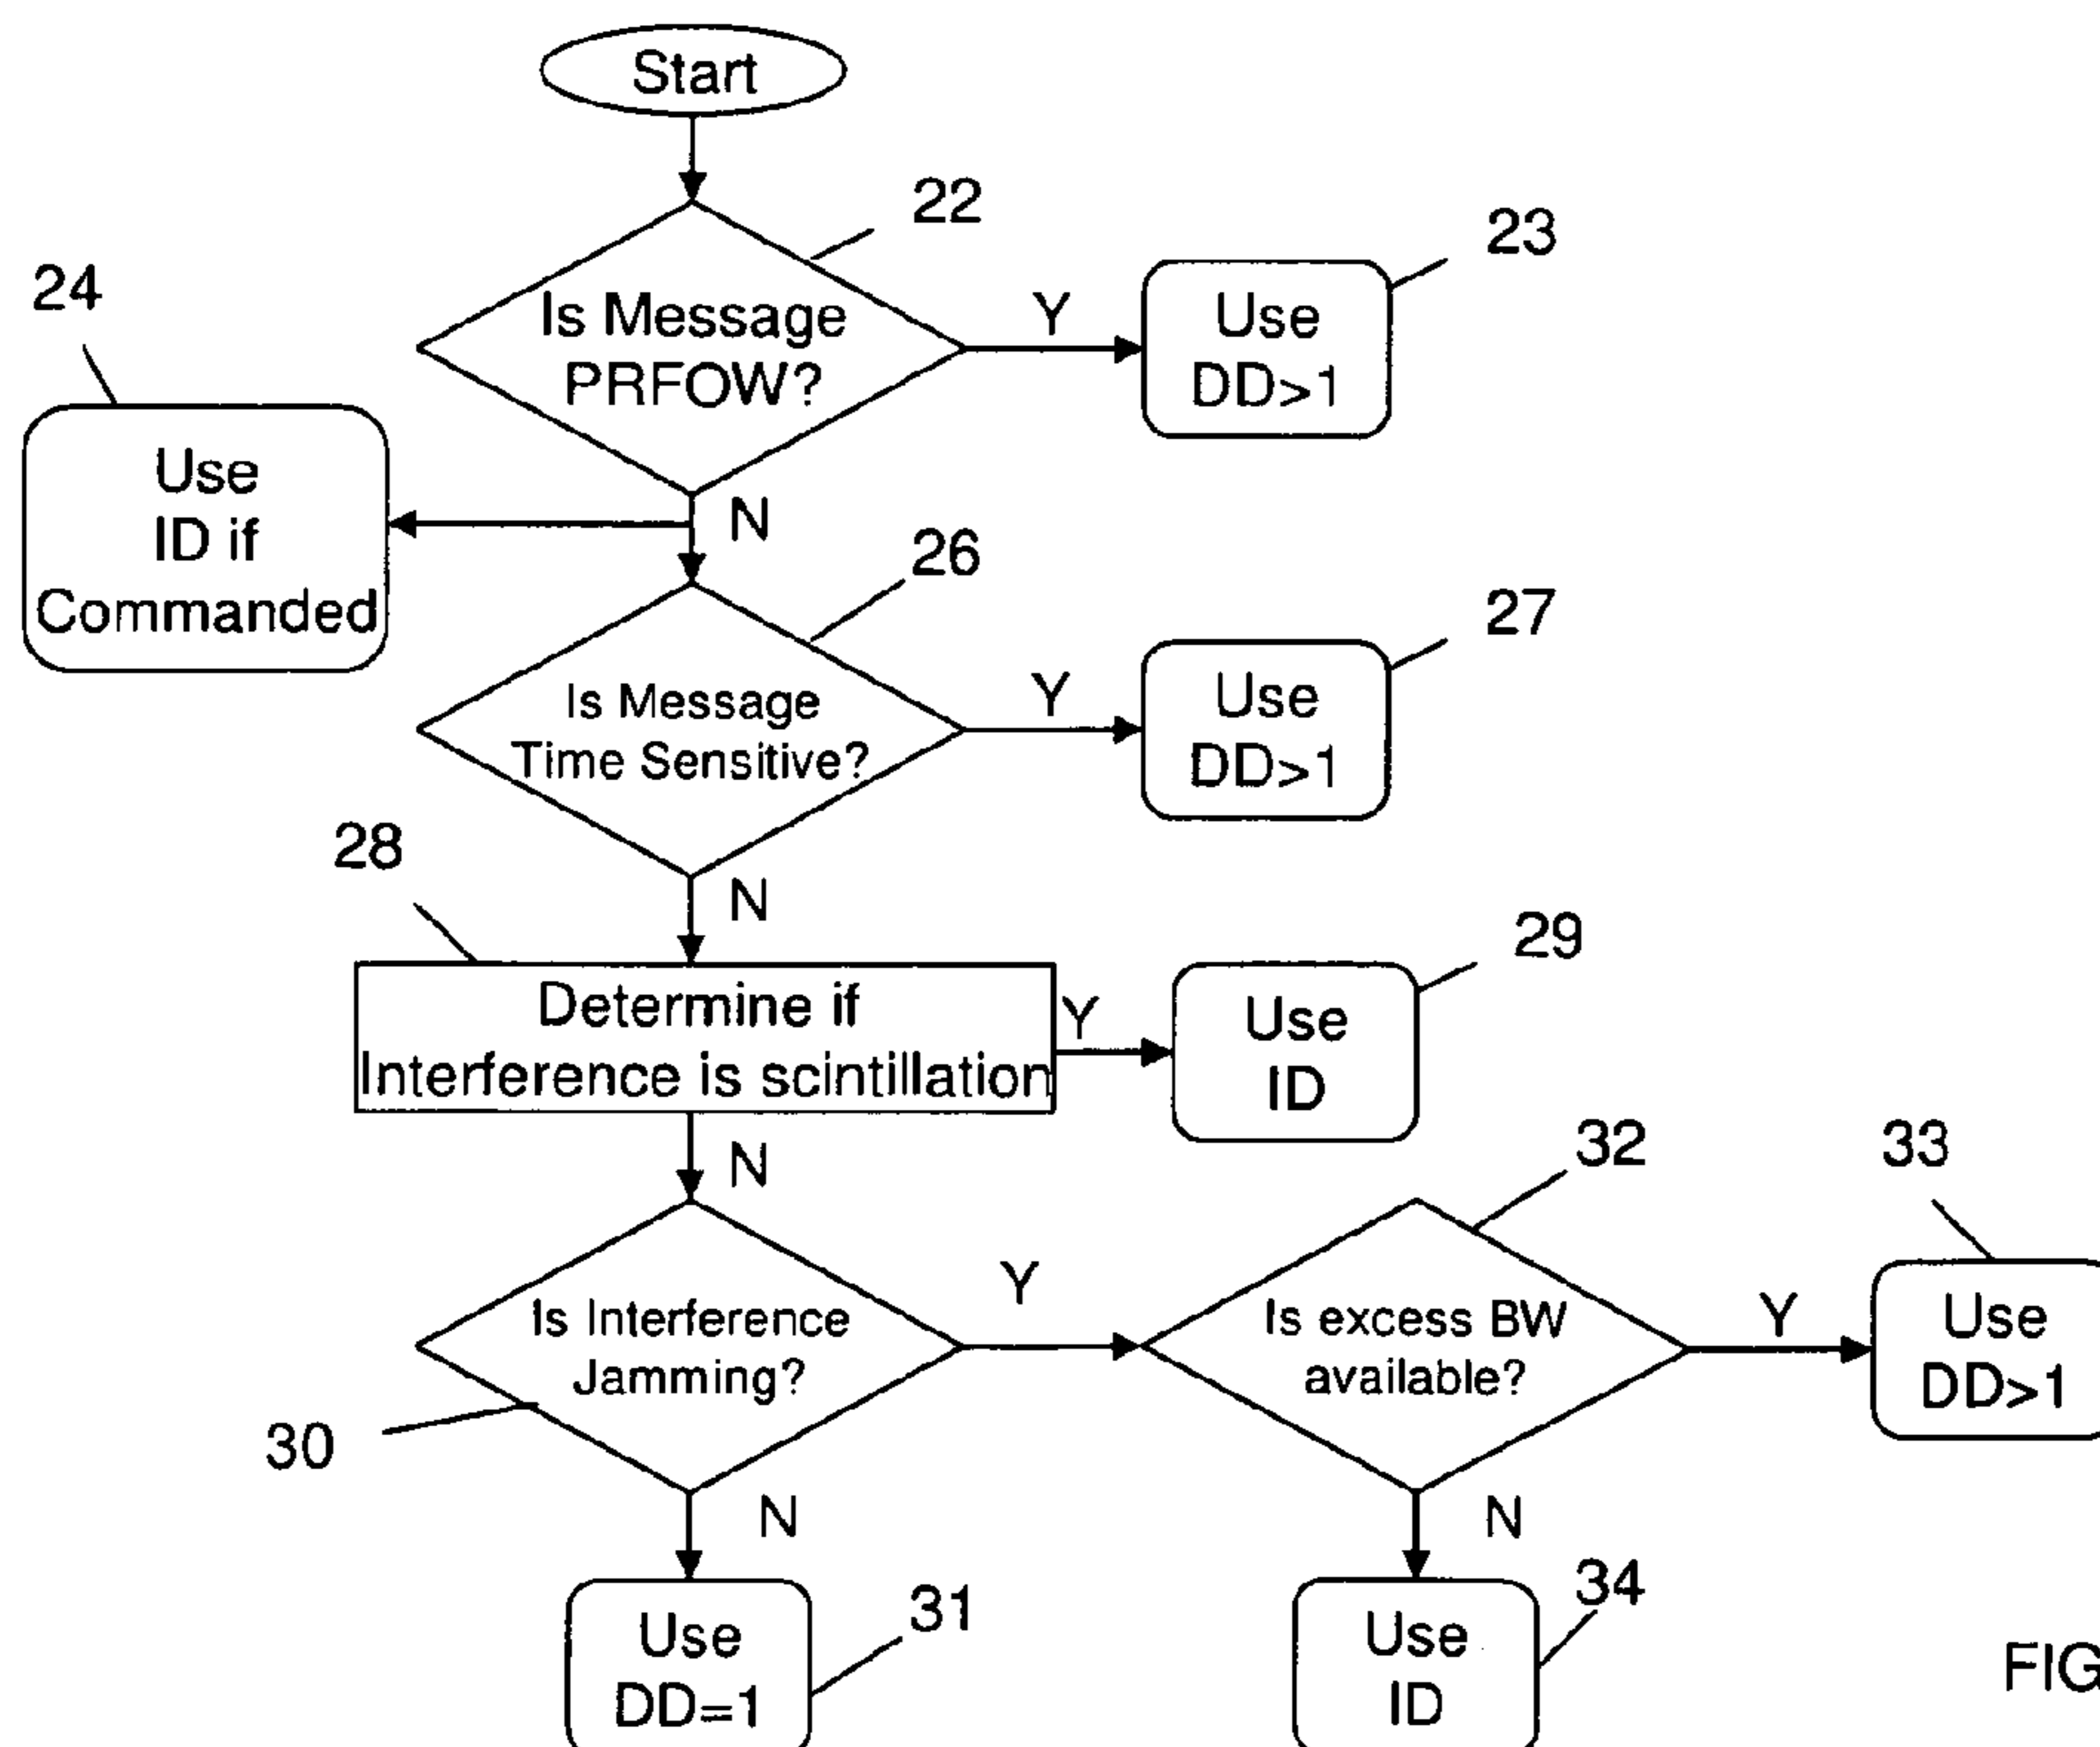 Start
22
Is Message
PRFOW?
Y
23
Use
DD>1
24
Use
ID if
Commanded
N
26
Is Message
Time Sensitive?
Y
27
Use
DD>1
N
28
Determine if
Interference is scintillation
Y
29
Use
ID
N
30
Is Interference
Jamming?
Y
32
Is excess BW
available?
Y
33
Use
DD>1
N
31
Use
DD=1
N
34
Use
ID
FIG